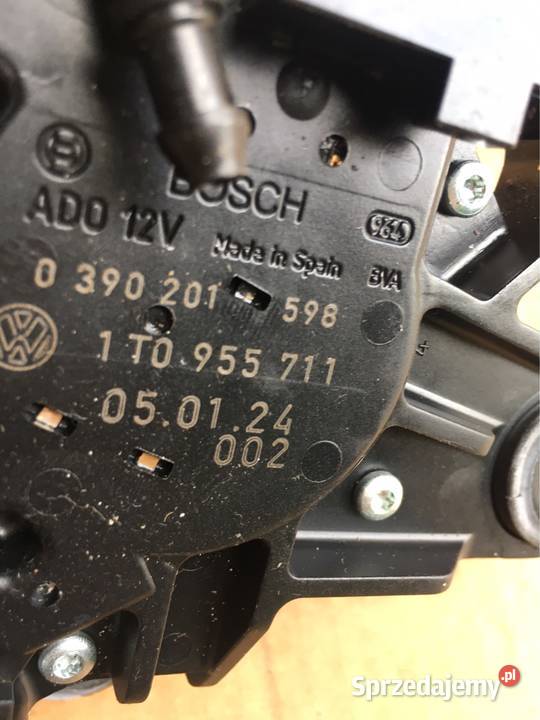 BOSCH
ADO 12V
Made in Spain
BVA
0 390 201 598
1T0 955 711
05.01.24
002
Sprzedajemy.pl